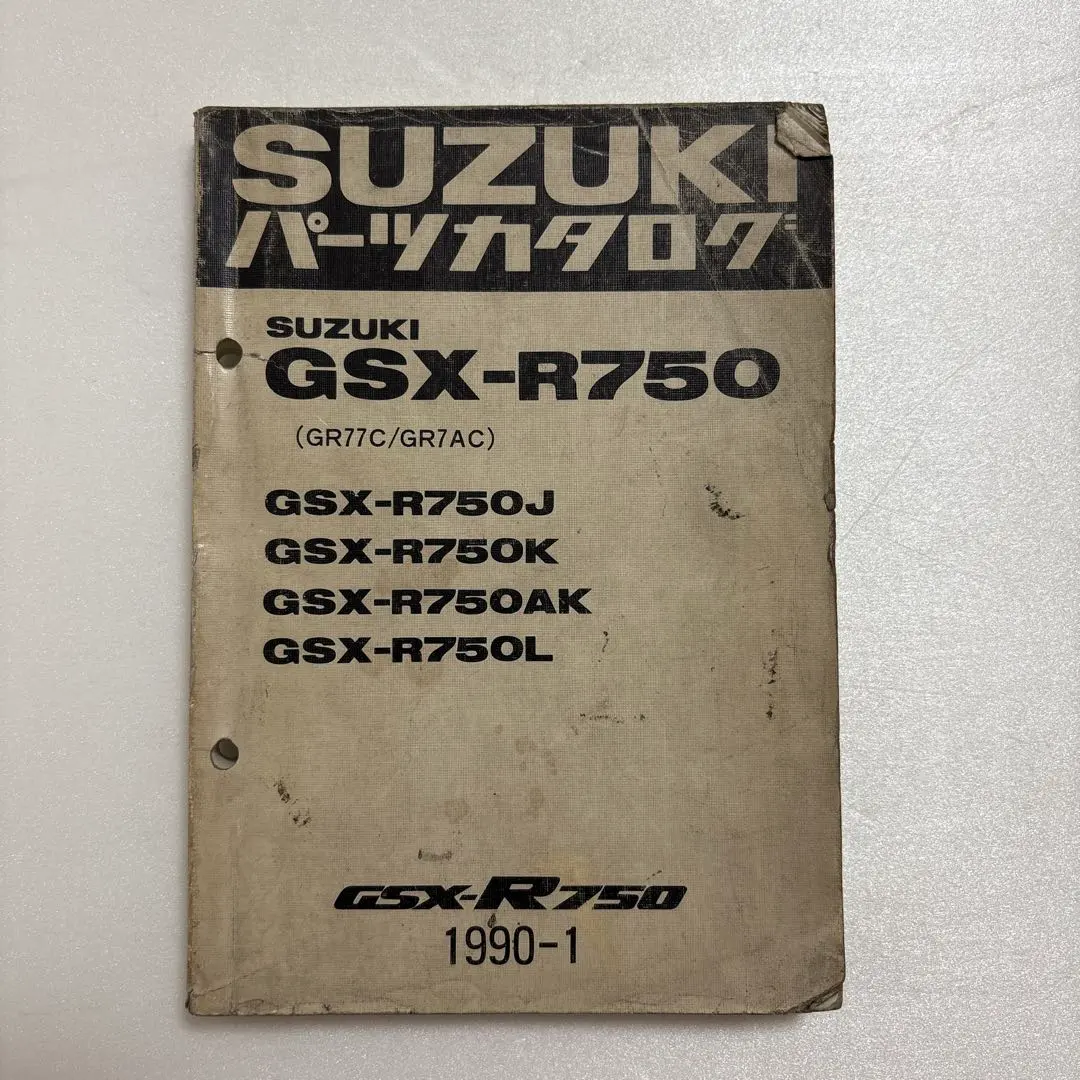 SUZUKI
パーツカタログ
SUZUKI
GSX-R750
(GR77C/GR7AC)
GSX-R750J
GSX-R750K
GSX-R750AK
GSX-R750L
GSX-R750
1990-1